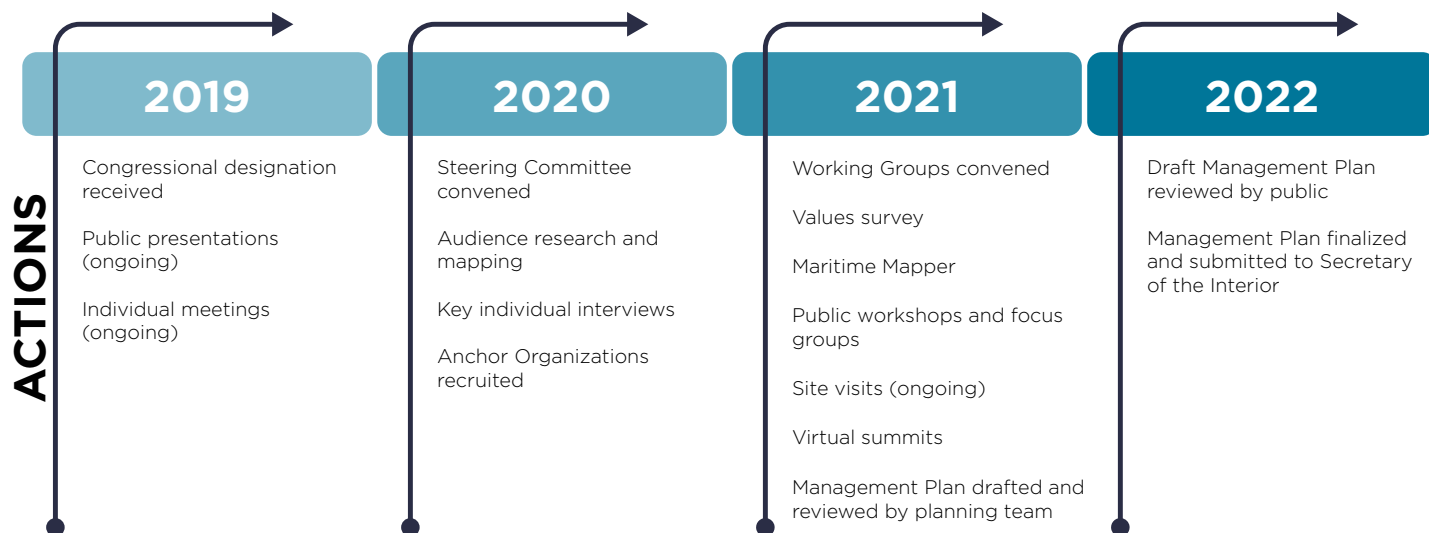 ACTIONS
2019
Congressional designation
received
Public presentations
(ongoing)
Individual meetings
(ongoing)
2020
Steering Committee
convened
Audience research and
mapping
Key individual interviews
Anchor Organizations
recruited
2021
Working Groups convened
Values survey
Maritime Mapper
Public workshops and focus
groups
Site visits (ongoing)
Virtual summits
Management Plan drafted and
reviewed by planning team
2022
Draft Management Plan
reviewed by public
Management Plan finalized
and submitted to Secretary
of the Interior